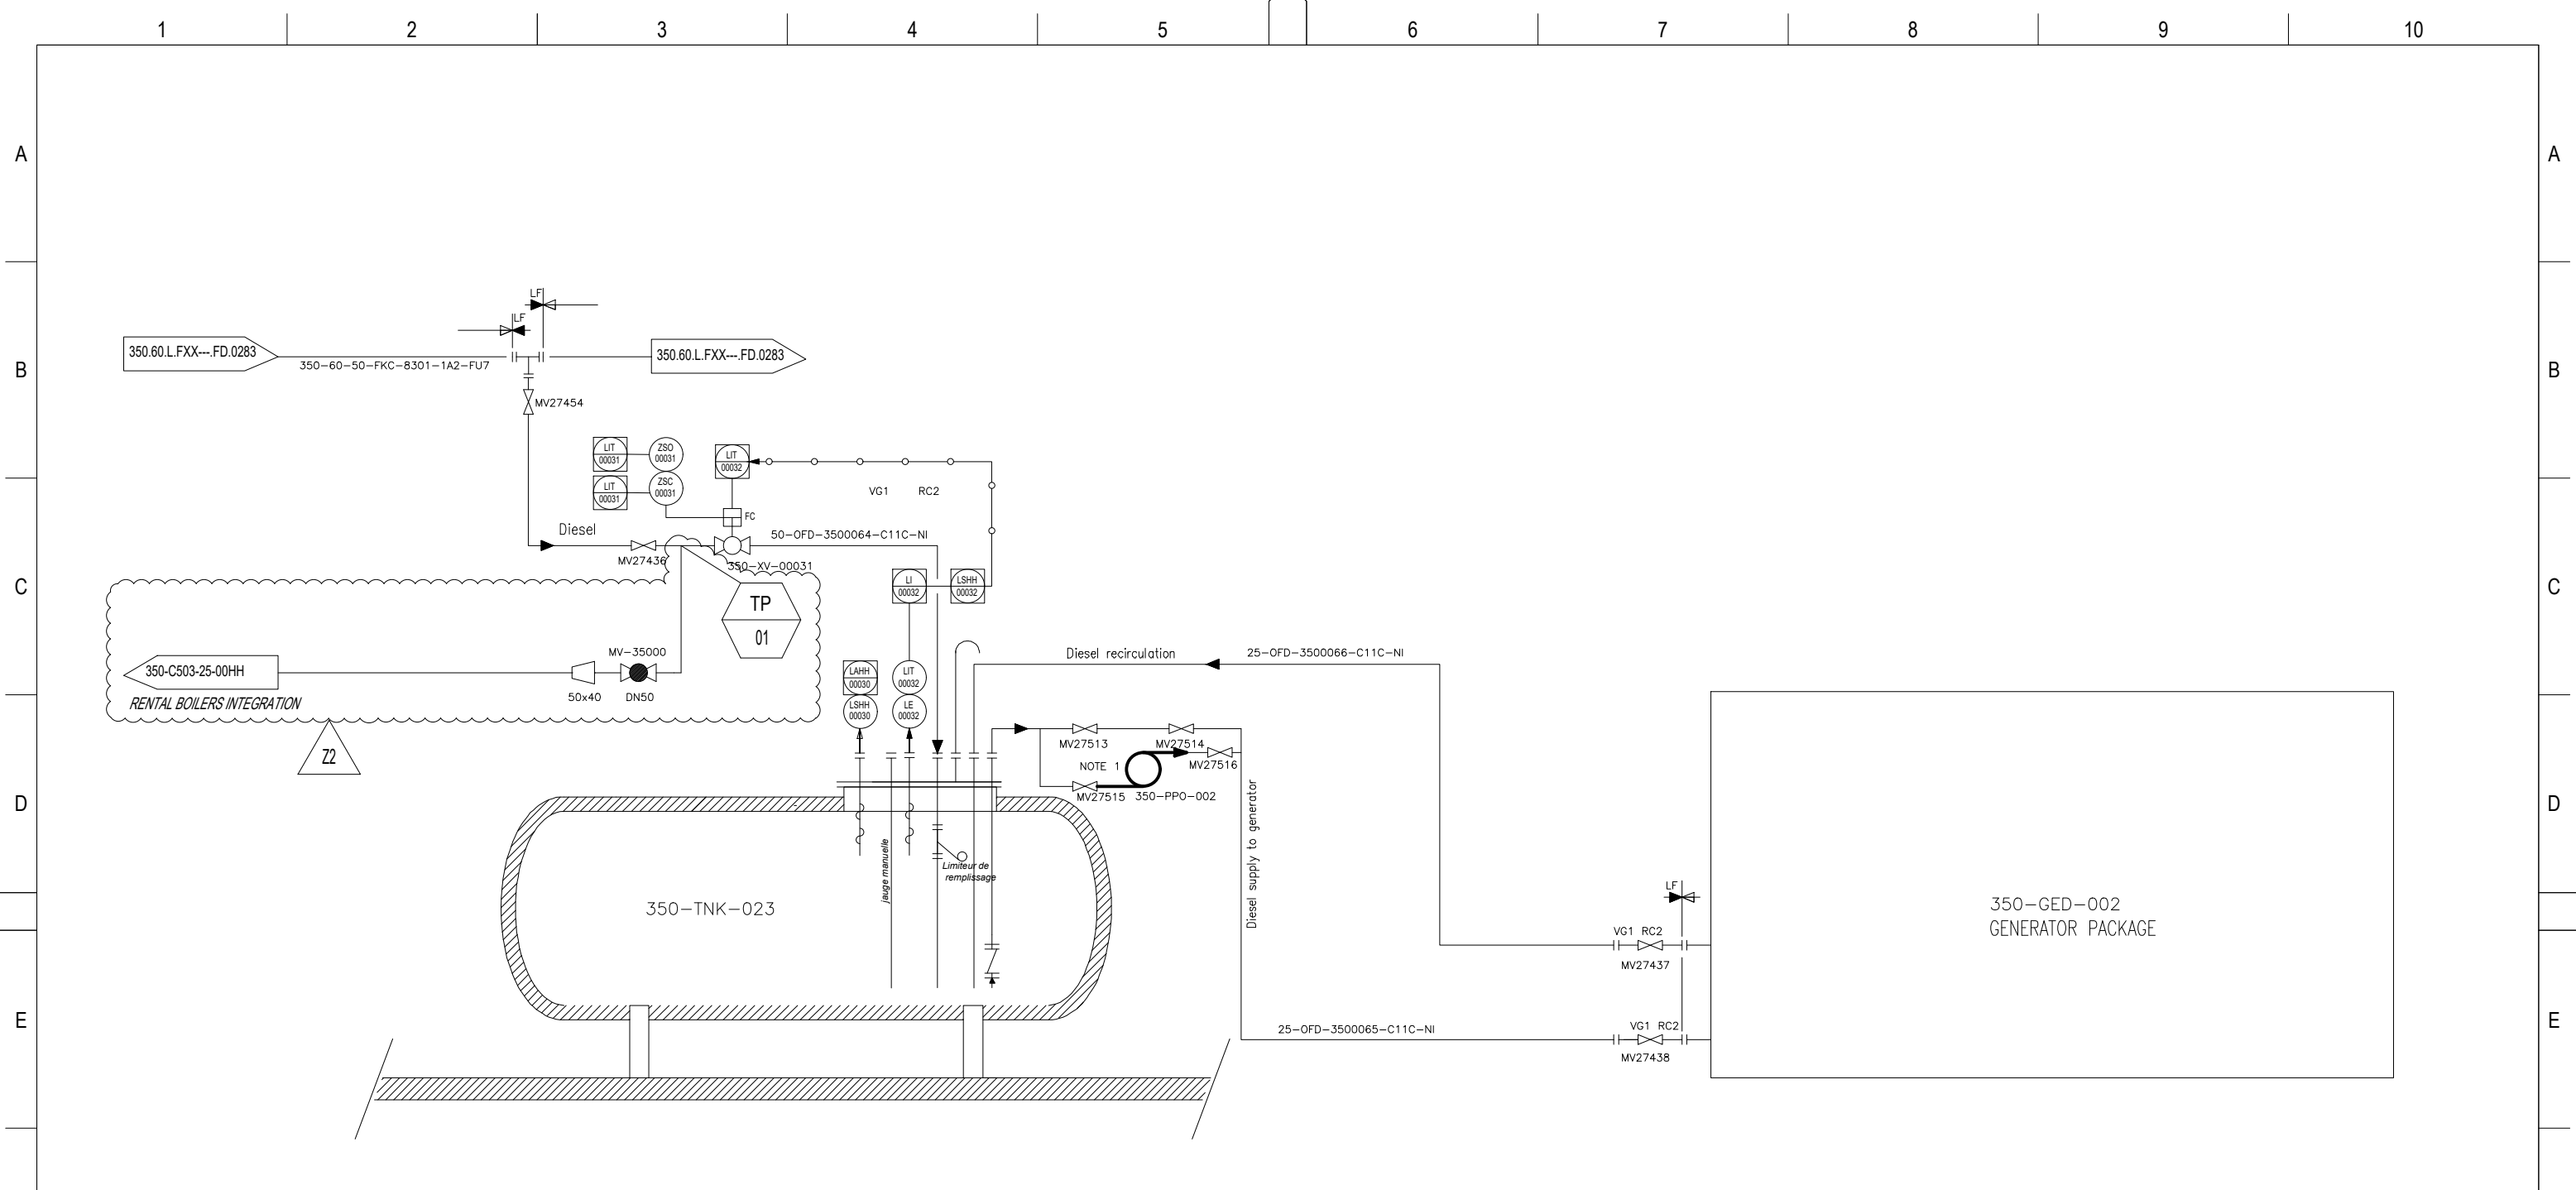 1 2 3 4 5 6 7 8 9 10
A A
LF
LF
350.60.L.FXX---.FD.0283
350.60.L.FXX---.FD.0283
350-60-50-FKC-8301-1A2-FU7
B B
MV27454
LIT
00031
ZSO
00031
LIT
00032
LIT
00031
ZSC
00031
VG1 RC2
FC
Diesel
50-OFD-3500064-C11C-NI
MV27436
350-XV-00031
C C
LI
00032
LSHH
00032
TP
01
MV-35000
350-C503-25-00HH
50x40
DN50
RENTAL BOILERS INTEGRATION
Z2
LAHH
00030
LIT
00032
LSHH
00030
LE
00032
Diesel recirculation
25-OFD-3500066-C11C-NI
MV27513
MV27514
NOTE 1
MV27516
MV27515
350-PPO-002
D D
Diesel supply to generator
jauge manuelle
Limiteur de
remplissage
350-TNK-023
LF
350-GED-002
GENERATOR PACKAGE
VG1 RC2
MV27437
E E
25-OFD-3500065-C11C-NI
VG1 RC2
MV27438